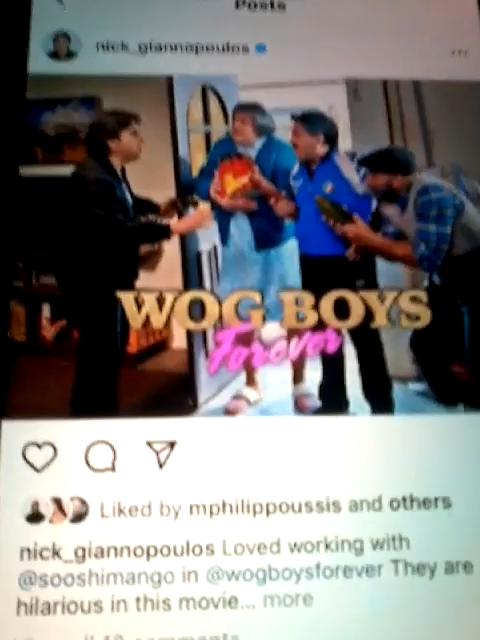 Posts
nick_giannopoulos
WOG BOYS
Forever
Liked by mphilippoussis and others
nick_giannopoulos Loved working with
@sooshimango in @wogboysforever They are
hilarious in this movie... more
comments